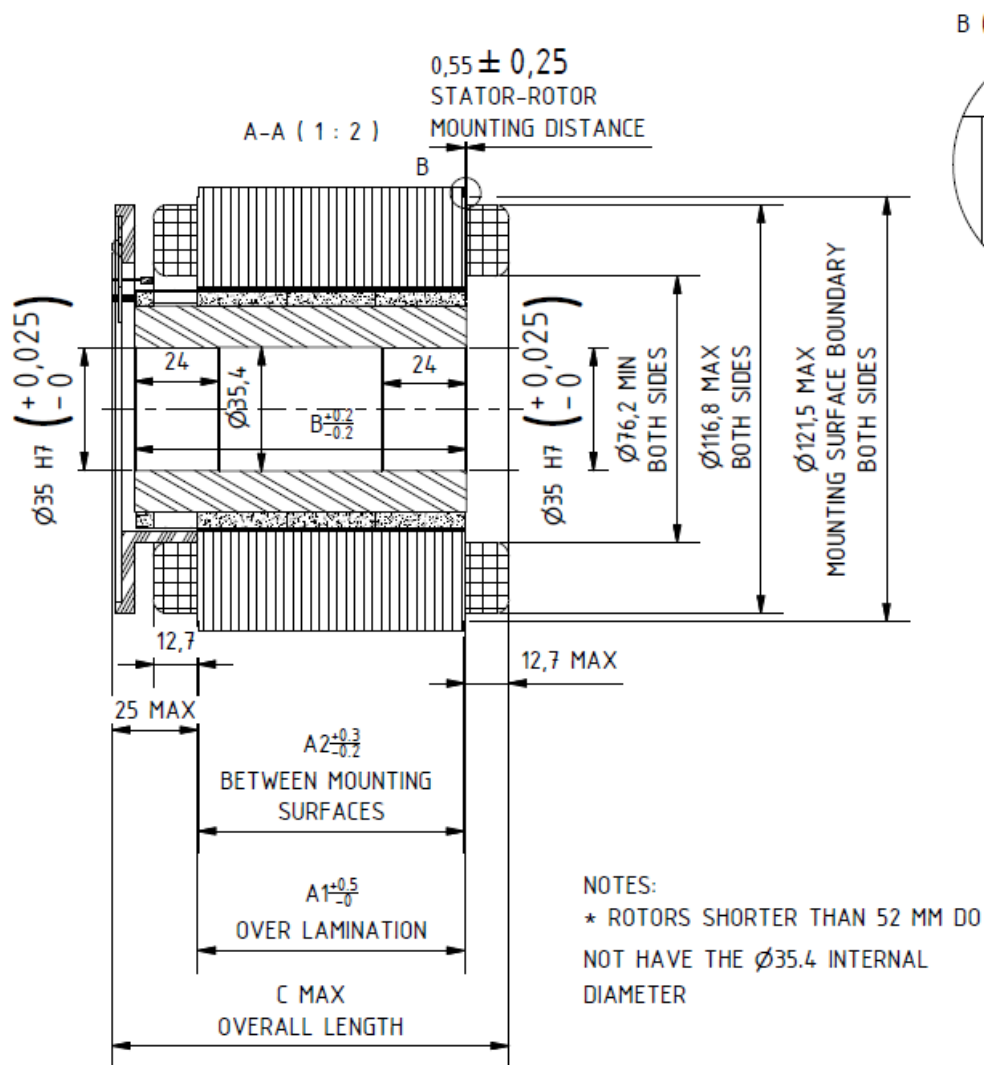 B (
0,55 ± 0,25
STATOR-ROTOR
MOUNTING DISTANCE
A-A ( 1 : 2 )
B
Ø35 H7 (+0,025 -0)
24
Ø35,4
24
B +0.2 -0.2
Ø35 H7 (+0,025 -0)
Ø76,2 MIN
BOTH SIDES
Ø116,8 MAX
BOTH SIDES
Ø121,5 MAX
MOUNTING SURFACE BOUNDARY
BOTH SIDES
12,7
12,7 MAX
25 MAX
A2 +0.3 -0.2
BETWEEN MOUNTING
SURFACES
A1 +0.5 -0
OVER LAMINATION
C MAX
OVERALL LENGTH
NOTES:
* ROTORS SHORTER THAN 52 MM DO
NOT HAVE THE Ø35.4 INTERNAL
DIAMETER